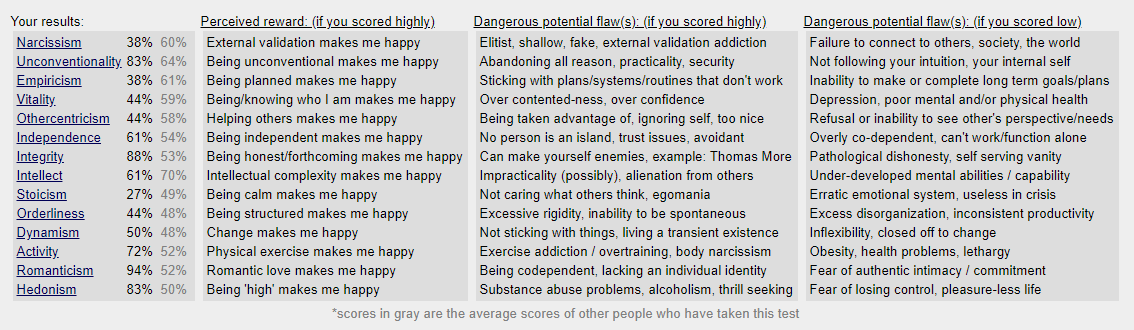 Your results: Perceived reward: (if you scored highly) Dangerous potential flaw(s): (if you scored highly) Dangerous potential flaw(s): (if you scored low)
Narcissism 38% 60% External validation makes me happy Elitist, shallow, fake, external validation addiction Failure to connect to others, society, the world
Unconventionality 83% 64% Being unconventional makes me happy Abandoning all reason, practicality, security Not following your intuition, your internal self
Empiricism 38% 61% Being planned makes me happy Sticking with plans/systems/routines that don't work Inability to make or complete long term goals/plans
Vitality 44% 59% Being/knowing who I am makes me happy Over contented-ness, over confidence Depression, poor mental and/or physical health
Othercentricism 44% 58% Helping others makes me happy Being taken advantage of, ignoring self, too nice Refusal or inability to see other's perspective/needs
Independence 61% 54% Being independent makes me happy No person is an island, trust issues, avoidant Overly co-dependent, can't work/function alone
Integrity 88% 53% Being honest/forthcoming makes me happy Can make yourself enemies, example: Thomas More Pathological dishonesty, self serving vanity
Intellect 61% 70% Intellectual complexity makes me happy Impracticality (possibly), alienation from others Under-developed mental abilities / capability
Stoicism 27% 49% Being calm makes me happy Not caring what others think, egomania Erratic emotional system, useless in crisis
Orderliness 44% 48% Being structured makes me happy Excessive rigidity, inability to be spontaneous Excess disorganization, inconsistent productivity
Dynamism 50% 48% Change makes me happy Not sticking with things, living a transient existence Inflexibility, closed off to change
Activity 72% 52% Physical exercise makes me happy Exercise addiction / overtraining, body narcissism Obesity, health problems, lethargy
Romanticism 94% 52% Romantic love makes me happy Being codependent, lacking an individual identity Fear of authentic intimacy / commitment
Hedonism 83% 50% Being 'high' makes me happy Substance abuse problems, alcoholism, thrill seeking Fear of losing control, pleasure-less life
*scores in gray are the average scores of other people who have taken this test